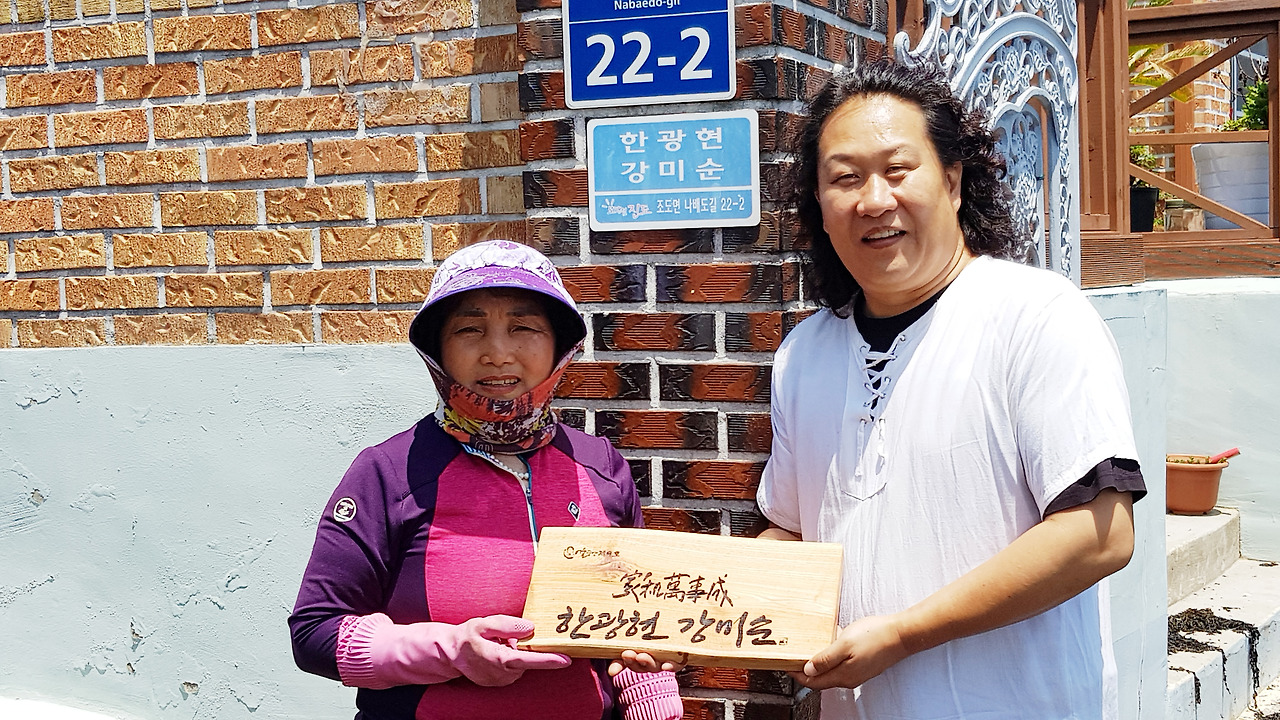 Nabaedo-gil
22-2
한광현
강미순
조도면 나배도길 22-2
家和萬事成
한광현 강미순